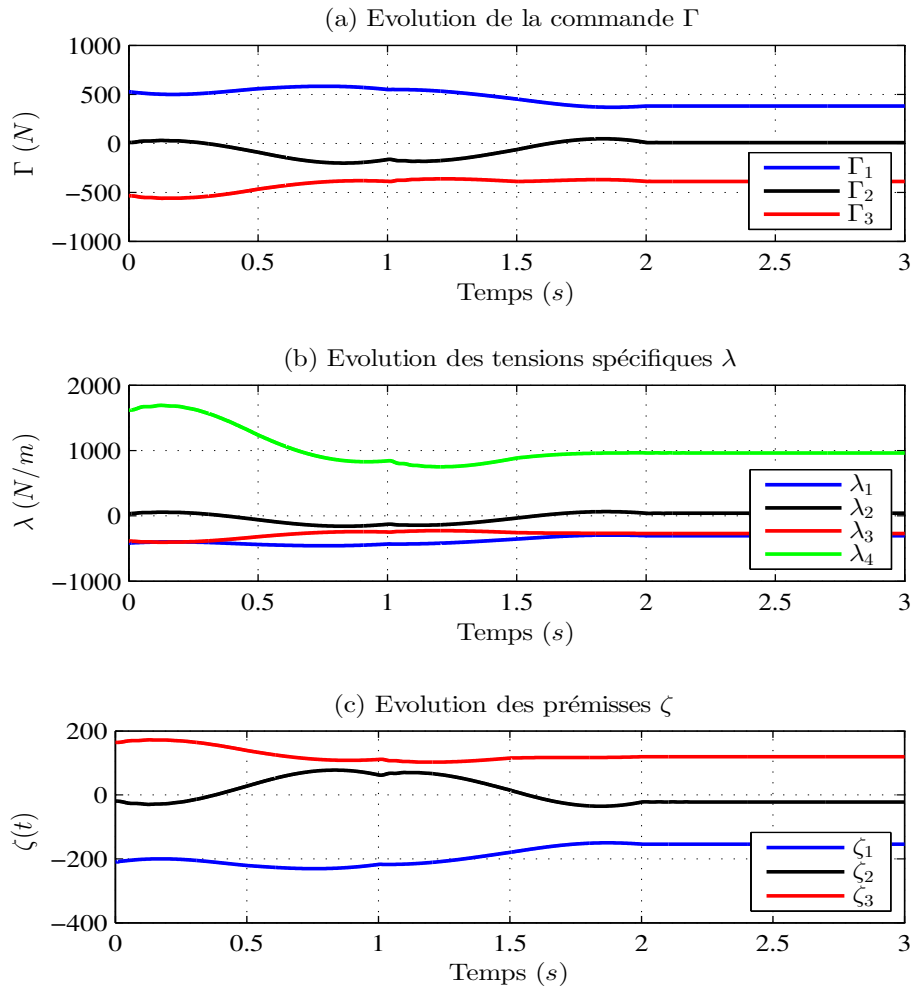 (a) Evolution de la commande Γ
1000
500
0
−500
−1000
Γ (N)
Γ1
Γ2
Γ3
0 0.5 1 1.5 2 2.5 3
Temps (s)
(b) Evolution des tensions spécifiques λ
2000
1000
0
−1000
λ (N/m)
λ1
λ2
λ3
λ4
0 0.5 1 1.5 2 2.5 3
Temps (s)
(c) Evolution des prémisses ζ
200
0
−200
−400
ζ(t)
ζ1
ζ2
ζ3
0 0.5 1 1.5 2 2.5 3
Temps (s)